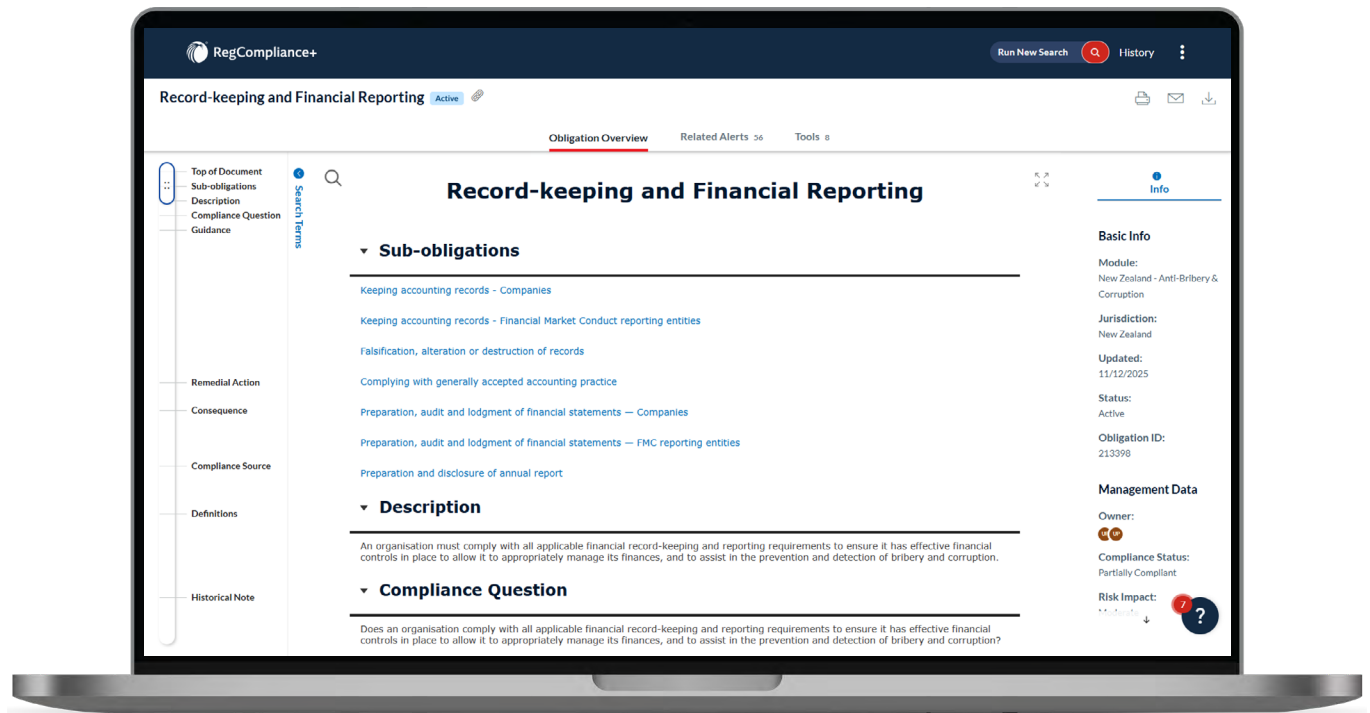 RegCompliance+
Run New Search
History
Record-keeping and Financial Reporting Active
Obligation Overview
Related Alerts 56
Tools 8
Top of Document
Sub-obligations
Description
Compliance Question
Guidance
Remedial Action
Consequence
Compliance Source
Definitions
Historical Note
Search Terms
Record-keeping and Financial Reporting
Sub-obligations
Keeping accounting records - Companies
Keeping accounting records - Financial Market Conduct reporting entities
Falsification, alteration or destruction of records
Complying with generally accepted accounting practice
Preparation, audit and lodgment of financial statements — Companies
Preparation, audit and lodgment of financial statements — FMC reporting entities
Preparation and disclosure of annual report
Description
An organisation must comply with all applicable financial record-keeping and reporting requirements to ensure it has effective financial
controls in place to allow it to appropriately manage its finances, and to assist in the prevention and detection of bribery and corruption.
Compliance Question
Does an organisation comply with all applicable financial record-keeping and reporting requirements to ensure it has effective financial
controls in place to allow it to appropriately manage its finances, and to assist in the prevention and detection of bribery and corruption?
Info
Basic Info
Module:
New Zealand - Anti-Bribery &
Corruption
Jurisdiction:
New Zealand
Updated:
11/12/2025
Status:
Active
Obligation ID:
213398
Management Data
Owner:
Compliance Status:
Partially Compliant
Risk Impact:
7
?